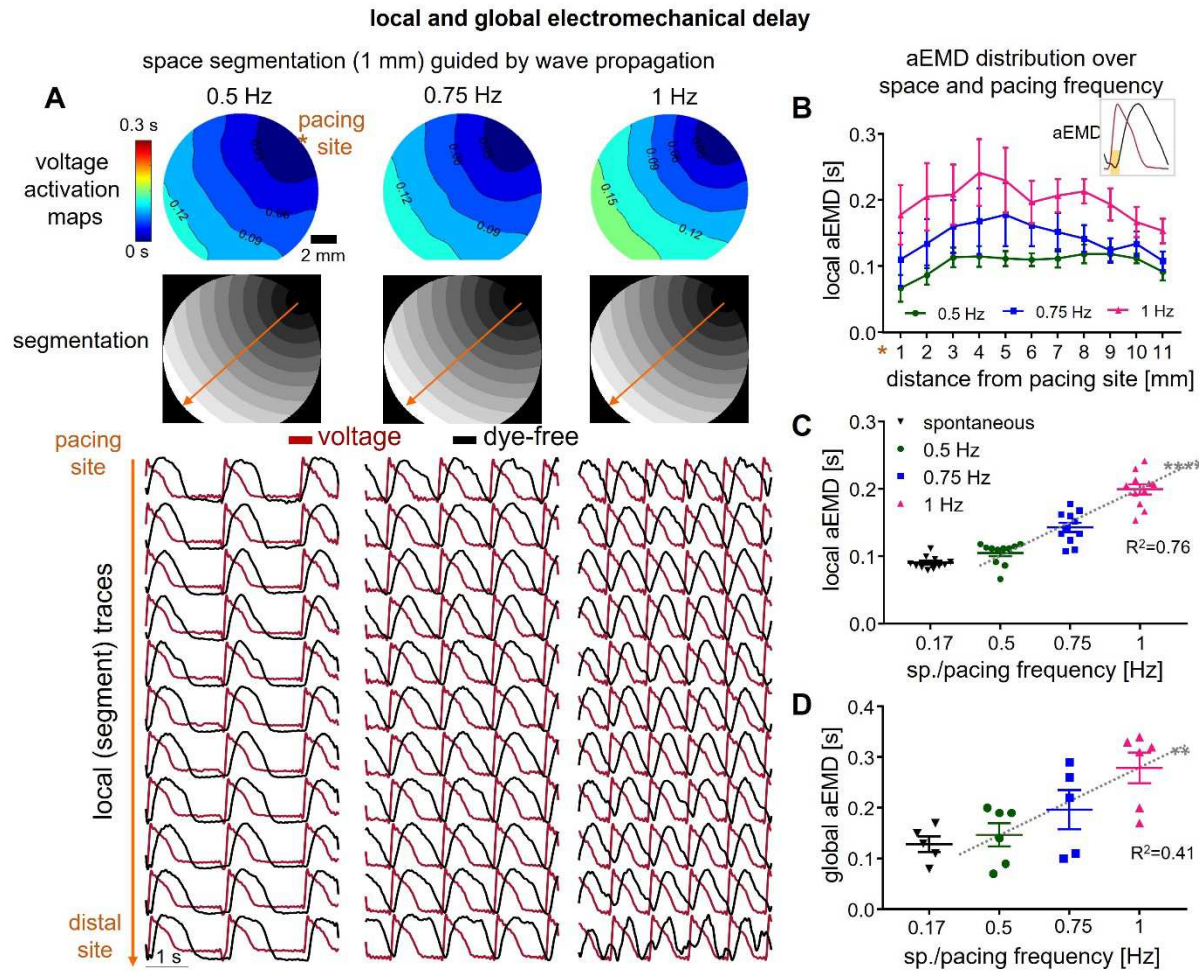 local and global electromechanical delay
space segmentation (1 mm) guided by wave propagation
A
0.5 Hz
0.75 Hz
1 Hz
0.3 s
0 s
voltage
activation
maps
pacing
* site
2 mm
0.06
0.09
0.12
0.06
0.09
0.12
0.06
0.09
0.12
0.15
segmentation
voltage
dye-free
pacing
site
local (segment) traces
distal
site
1 s
aEMD distribution over
space and pacing frequency
B
aEMD
local aEMD [s]
0.3
0.2
0.1
0.0
0.5 Hz
0.75 Hz
1 Hz
* 1 2 3 4 5 6 7 8 9 10 11
distance from pacing site [mm]
C
spontaneous
0.5 Hz
0.75 Hz
1 Hz
local aEMD [s]
0.3
0.2
0.1
0.0
****
R²=0.76
0.17 0.5 0.75 1
sp./pacing frequency [Hz]
D
global aEMD [s]
0.4
0.3
0.2
0.1
0.0
**
R²=0.41
0.17 0.5 0.75 1
sp./pacing frequency [Hz]